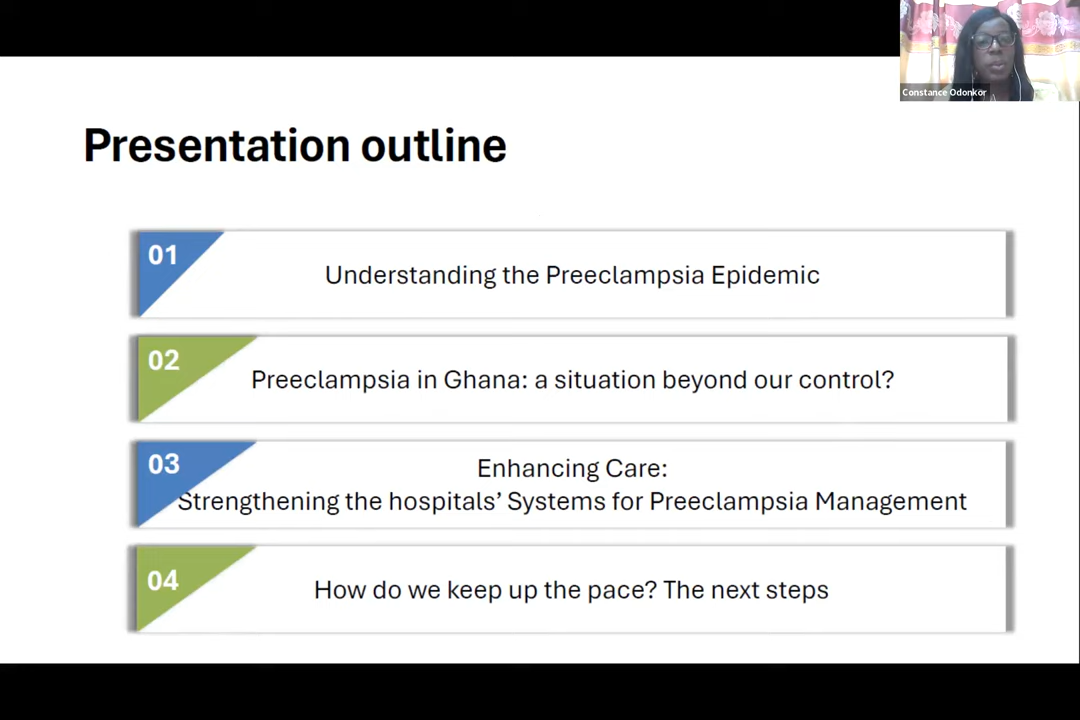 Constance Odonkor
Presentation outline
01
Understanding the Preeclampsia Epidemic
02
Preeclampsia in Ghana: a situation beyond our control?
03
Enhancing Care:
Strengthening the hospitals’ Systems for Preeclampsia Management
04
How do we keep up the pace? The next steps